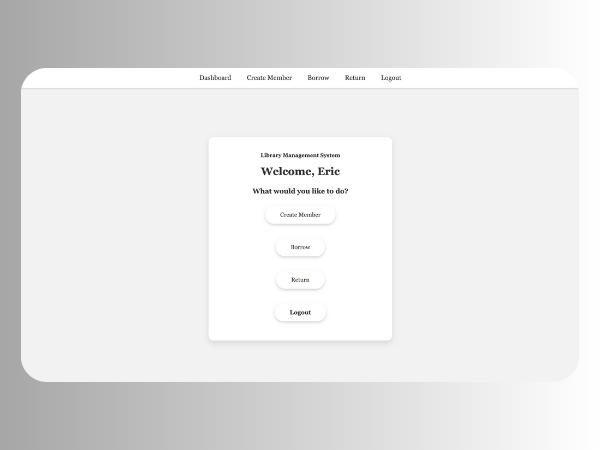 Dashboard Create Member Borrow Return Logout
Library Management System
Welcome, Eric
What would you like to do?
Create Member
Borrow
Return
Logout